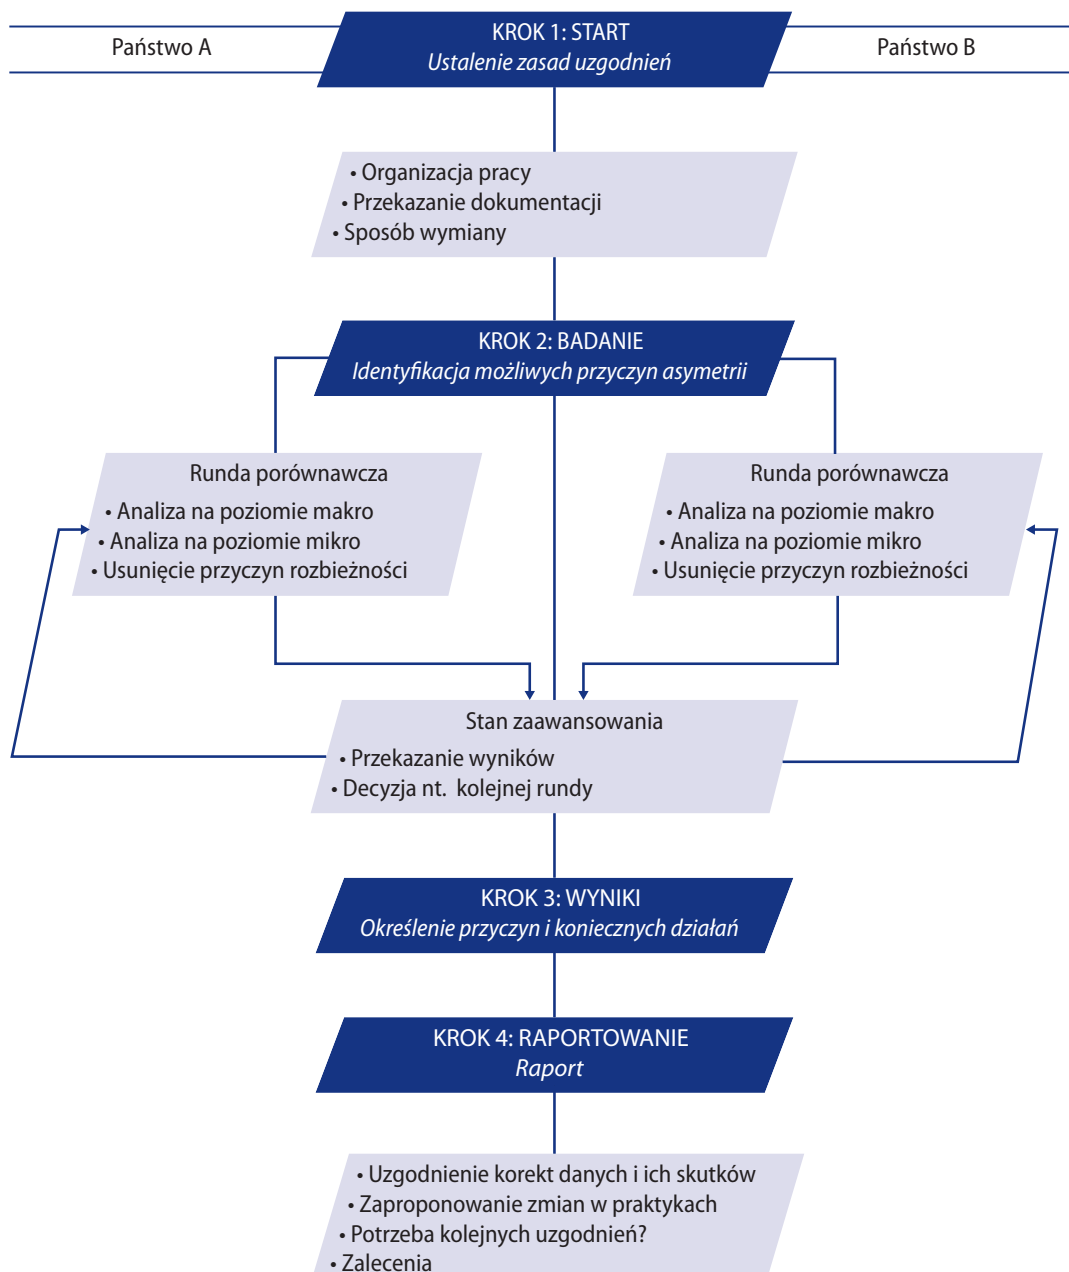 Państwo A
KROK 1: START
Ustalenie zasad uzgodnień
Państwo B
• Organizacja pracy
• Przekazanie dokumentacji
• Sposób wymiany
KROK 2: BADANIE
Identyfikacja możliwych przyczyn asymetrii
Runda porównawcza
• Analiza na poziomie makro
• Analiza na poziomie mikro
• Usunięcie przyczyn rozbieżności
Runda porównawcza
• Analiza na poziomie makro
• Analiza na poziomie mikro
• Usunięcie przyczyn rozbieżności
Stan zaawansowania
• Przekazanie wyników
• Decyzja nt. kolejnej rundy
KROK 3: WYNIKI
Określenie przyczyn i koniecznych działań
KROK 4: RAPORTOWANIE
Raport
• Uzgodnienie korekt danych i ich skutków
• Zaproponowanie zmian w praktykach
• Potrzeba kolejnych uzgodnień?
• Zalecenia